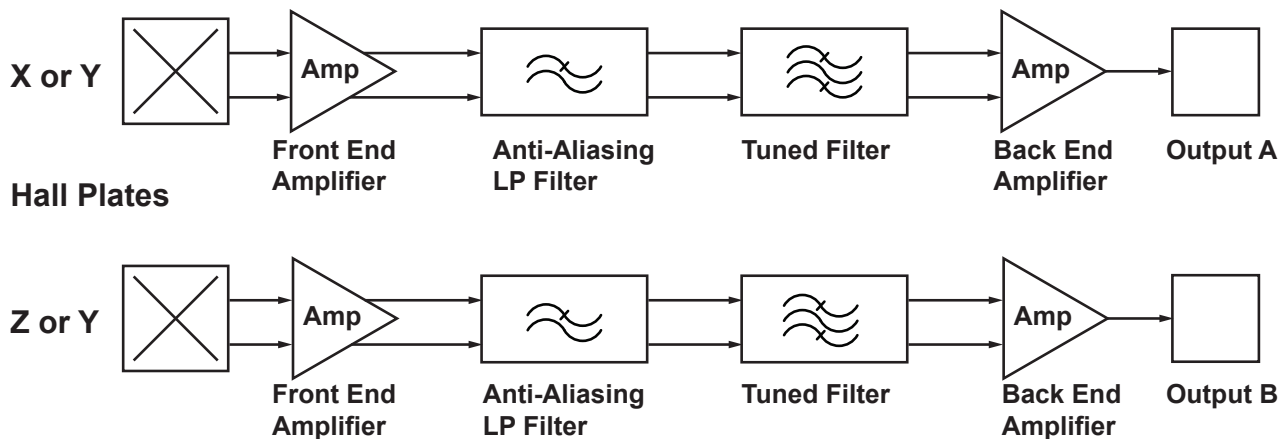 X or Y
Amp
Amp
Front End
Amplifier
Anti-Aliasing
LP Filter
Tuned Filter
Back End
Amplifier
Output A
Hall Plates
Z or Y
Amp
Amp
Front End
Amplifier
Anti-Aliasing
LP Filter
Tuned Filter
Back End
Amplifier
Output B